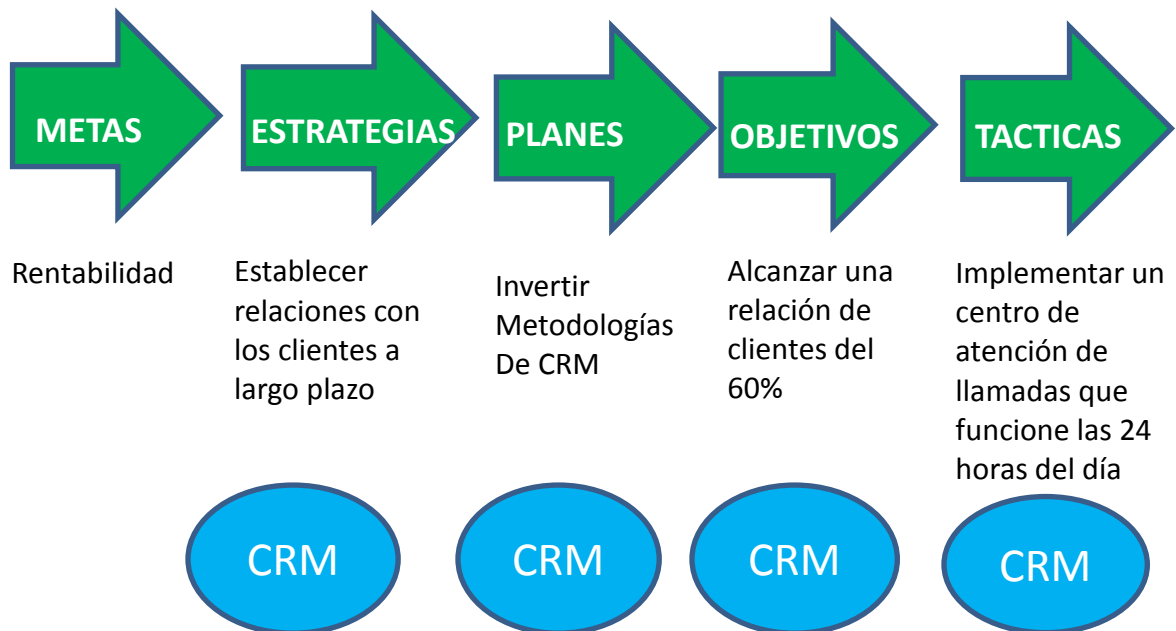 METAS
ESTRATEGIAS
PLANES
OBJETIVOS
TACTICAS
Rentabilidad
Establecer
relaciones con
los clientes a
largo plazo
Invertir
Metodologías
De CRM
Alcanzar una
relación de
clientes del
60%
Implementar un
centro de
atención de
llamadas que
funcione las 24
horas del día
CRM
CRM
CRM
CRM